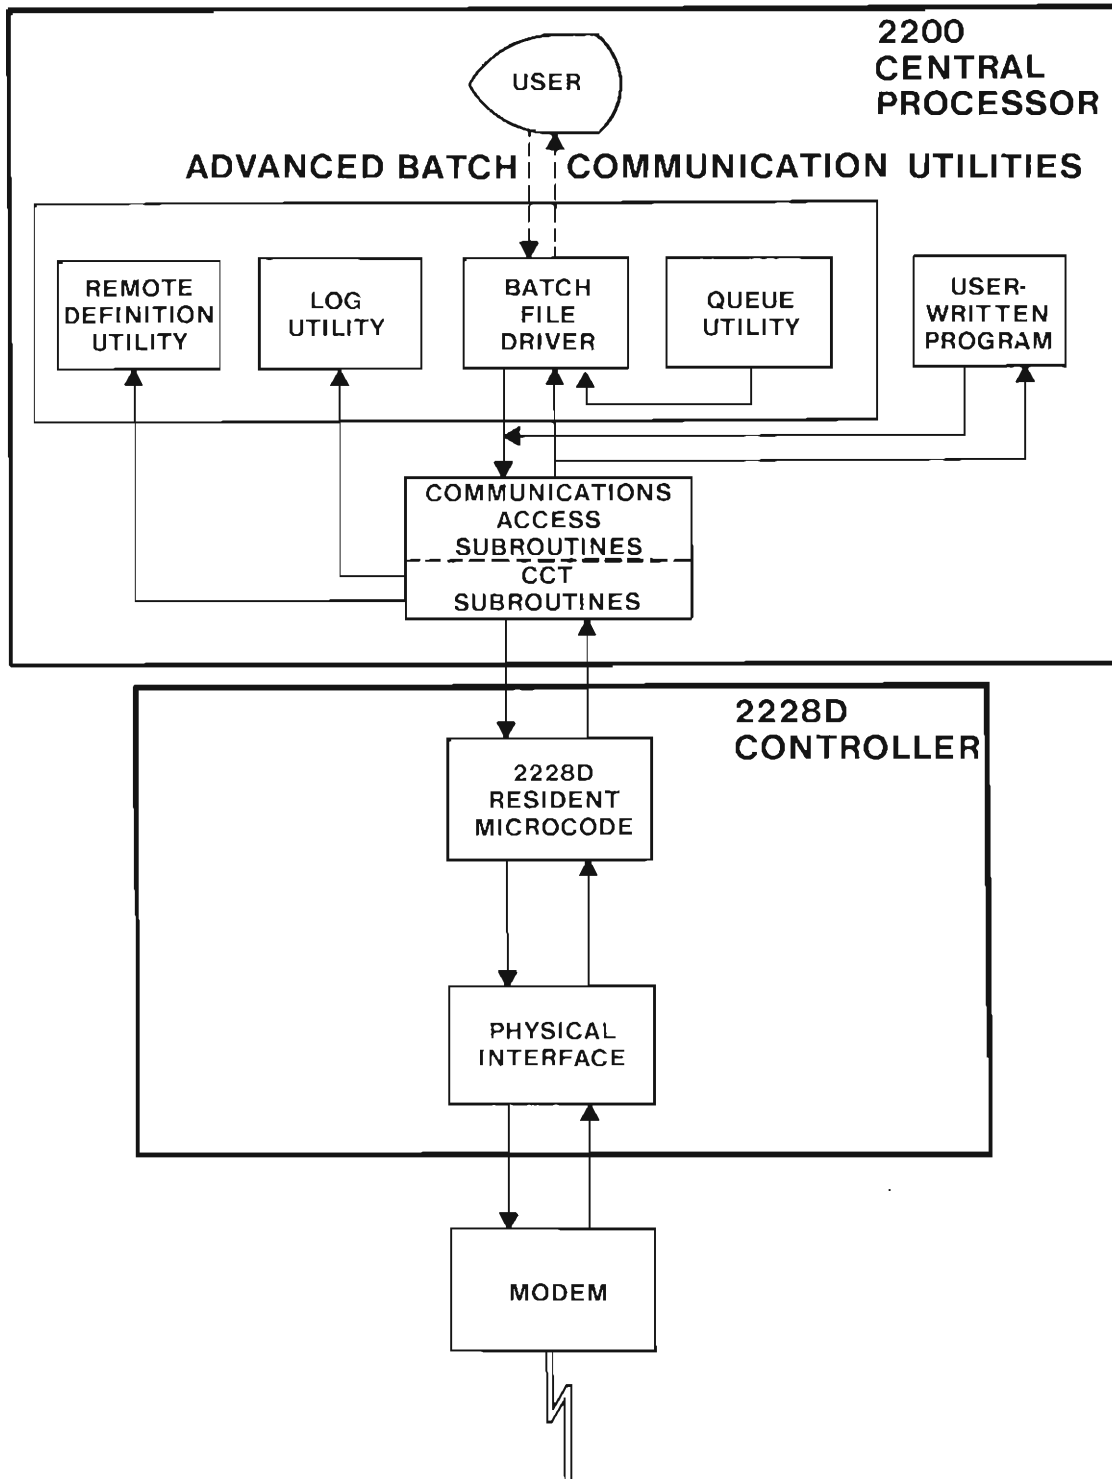 2200
CENTRAL
PROCESSOR
USER
ADVANCED BATCH COMMUNICATION UTILITIES
REMOTE
DEFINITION
UTILITY
LOG
UTILITY
BATCH
FILE
DRIVER
QUEUE
UTILITY
USER-
WRITTEN
PROGRAM
COMMUNICATIONS
ACCESS
SUBROUTINES
CCT
SUBROUTINES
2228D
CONTROLLER
2228D
RESIDENT
MICROCODE
PHYSICAL
INTERFACE
MODEM